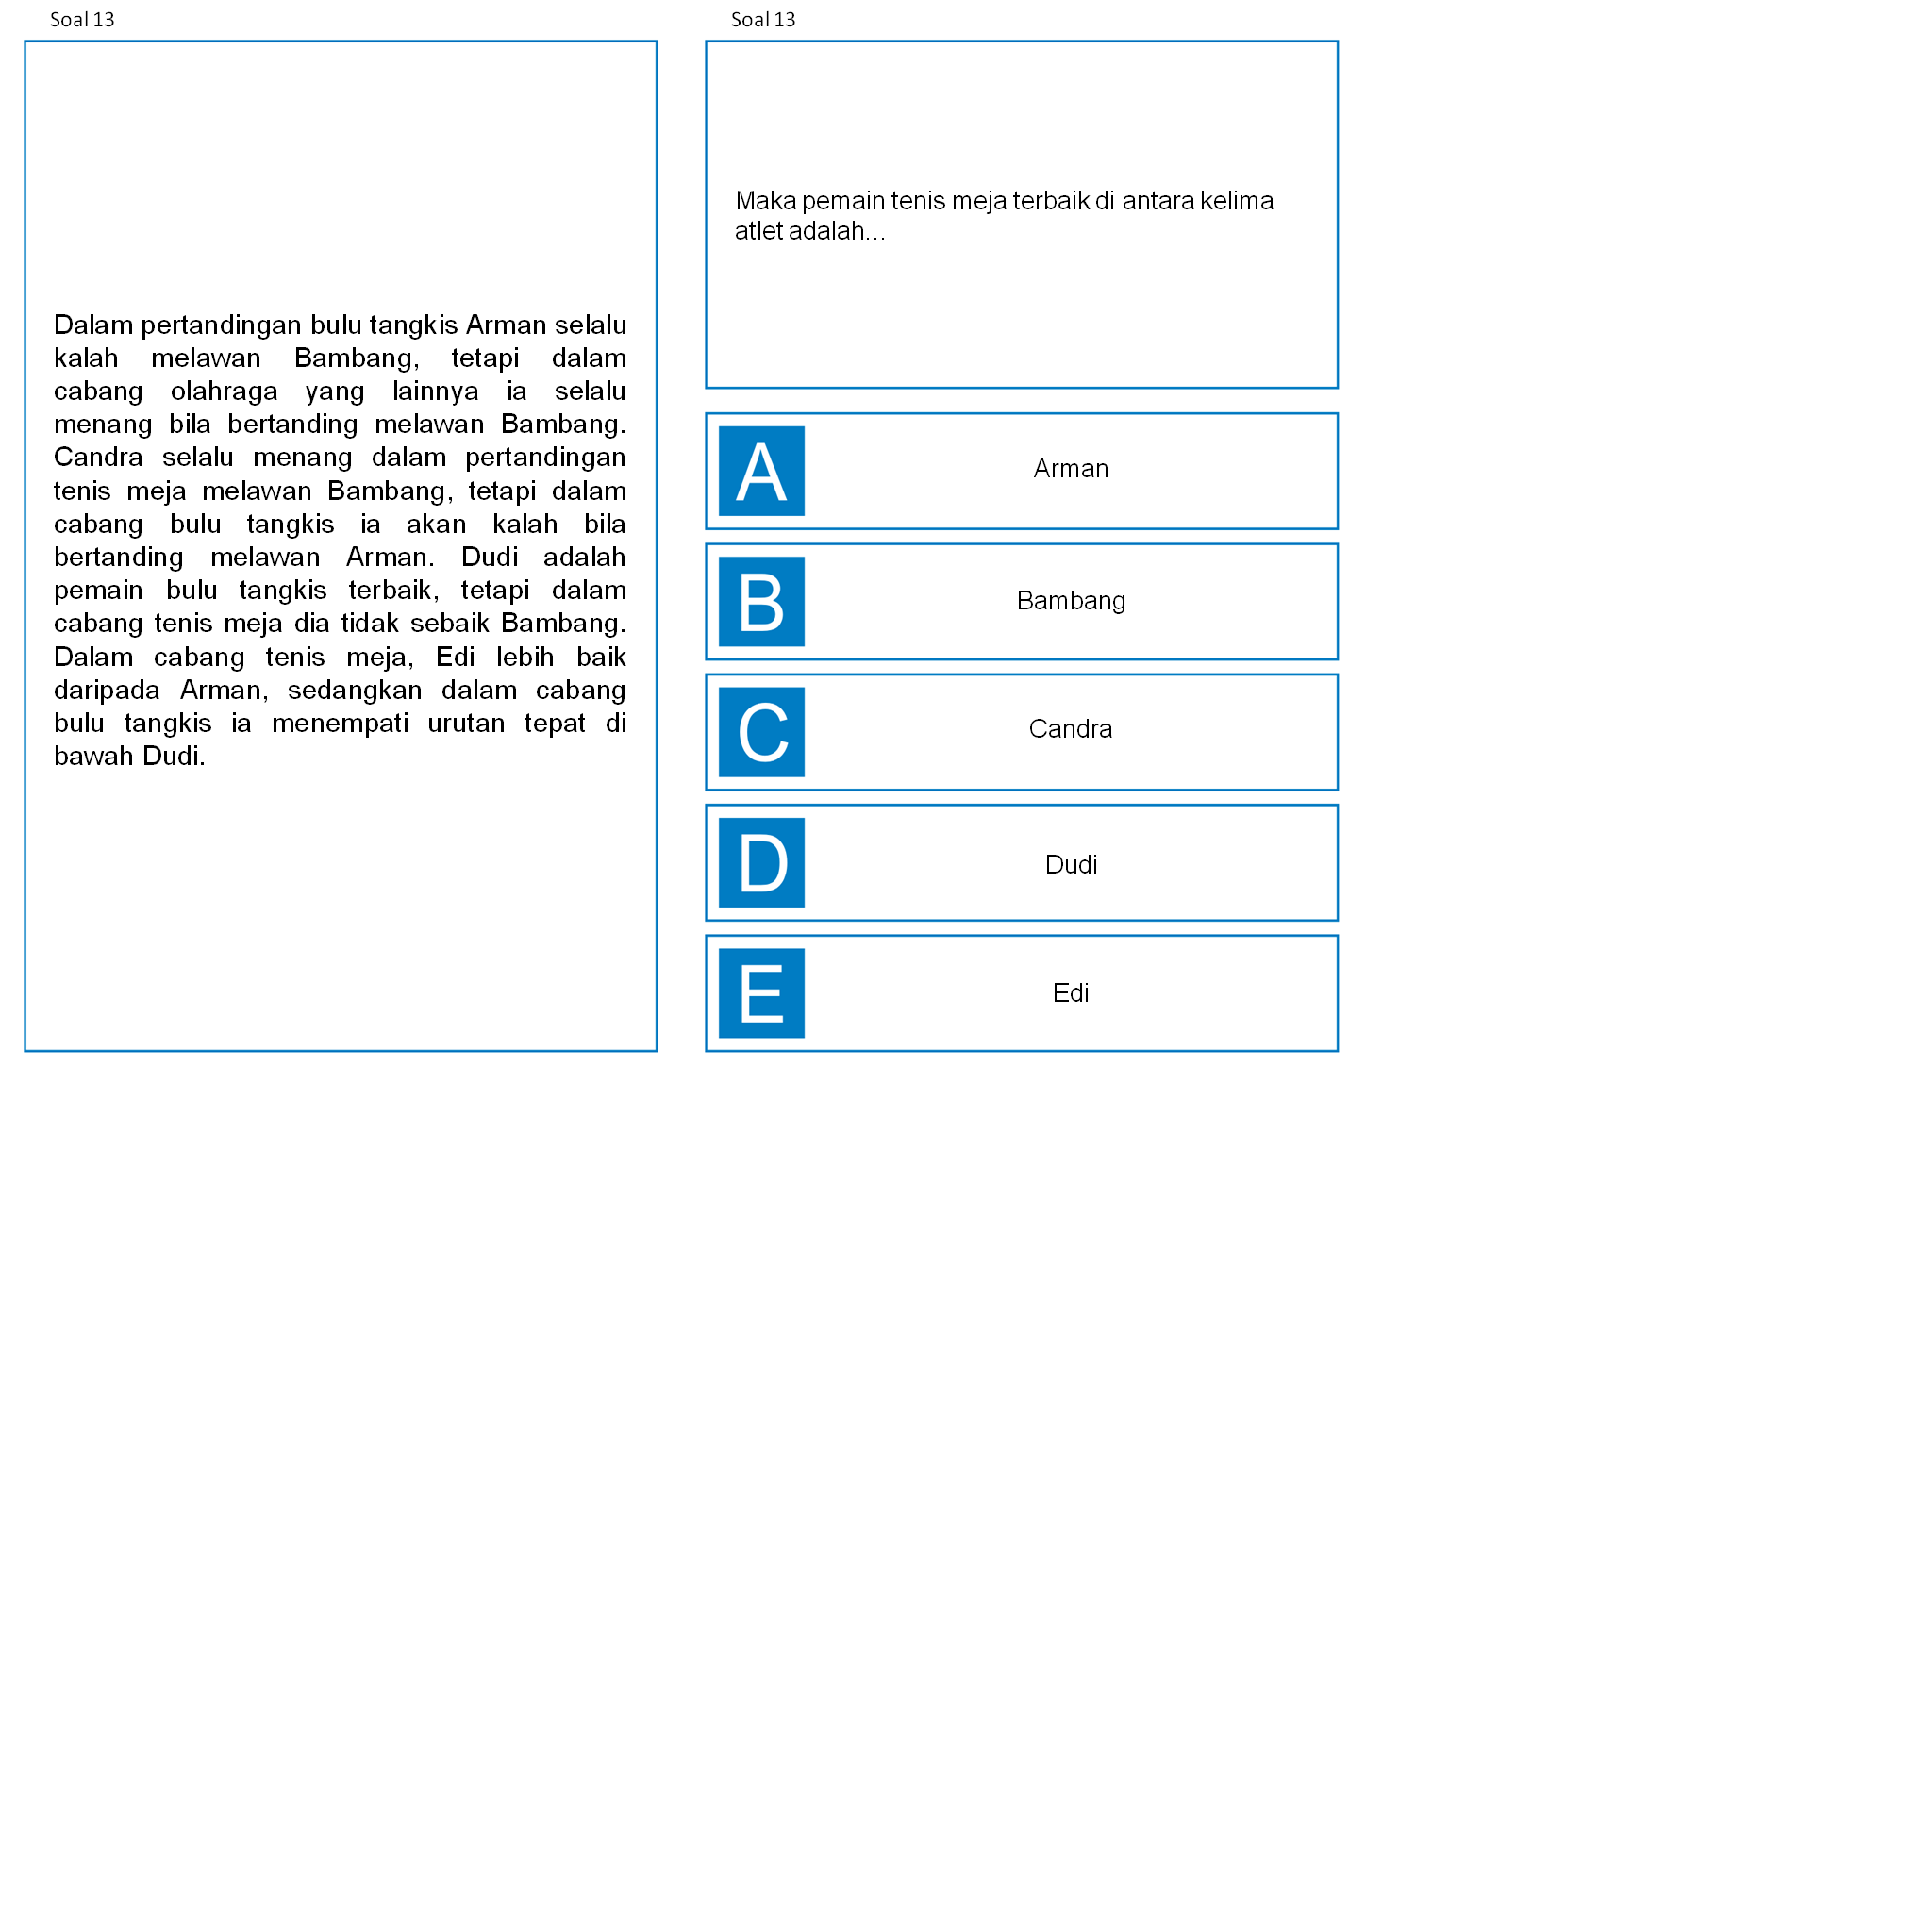 Soal 13
Dalam pertandingan bulu tangkis Arman selalu
kalah melawan Bambang, tetapi dalam
cabang olahraga yang lainnya ia selalu
menang bila bertanding melawan Bambang.
Candra selalu menang dalam pertandingan
tenis meja melawan Bambang, tetapi dalam
cabang bulu tangkis ia akan kalah bila
bertanding melawan Arman. Dudi adalah
pemain bulu tangkis terbaik, tetapi dalam
cabang tenis meja dia tidak sebaik Bambang.
Dalam cabang tenis meja, Edi lebih baik
daripada Arman, sedangkan dalam cabang
bulu tangkis ia menempati urutan tepat di
bawah Dudi.
Soal 13
Maka pemain tenis meja terbaik di antara kelima
atlet adalah...
A Arman
B Bambang
C Candra
D Dudi
E Edi